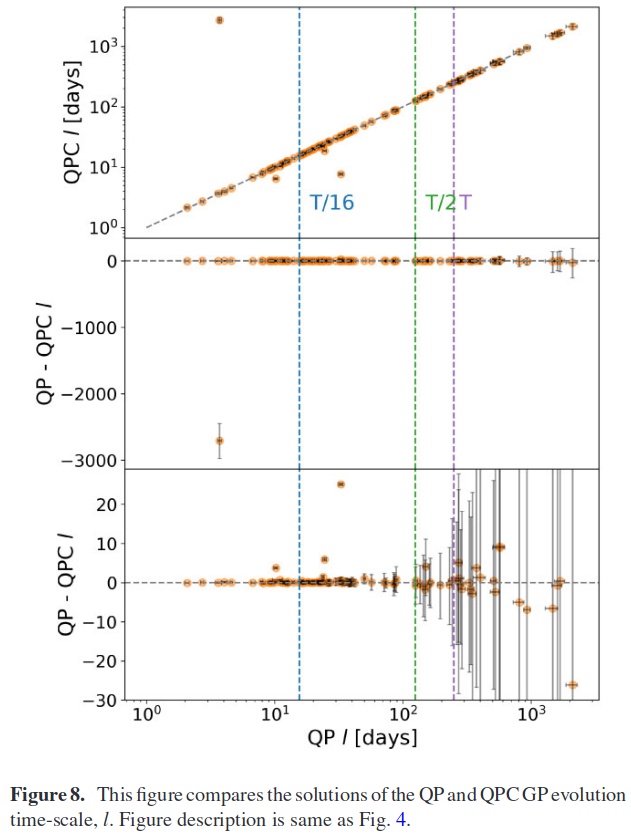 10³
10²
10¹
10⁰
QPC l [days]
T/16
T/2
T
0
−1000
−2000
−3000
QP - QPC l
20
10
0
−10
−20
−30
QP - QPC l
10⁰ 10¹ 10² 10³
QP l [days]
Figure 8. This figure compares the solutions of the QP and QPC GP evolution
time-scale, l. Figure description is same as Fig. 4.